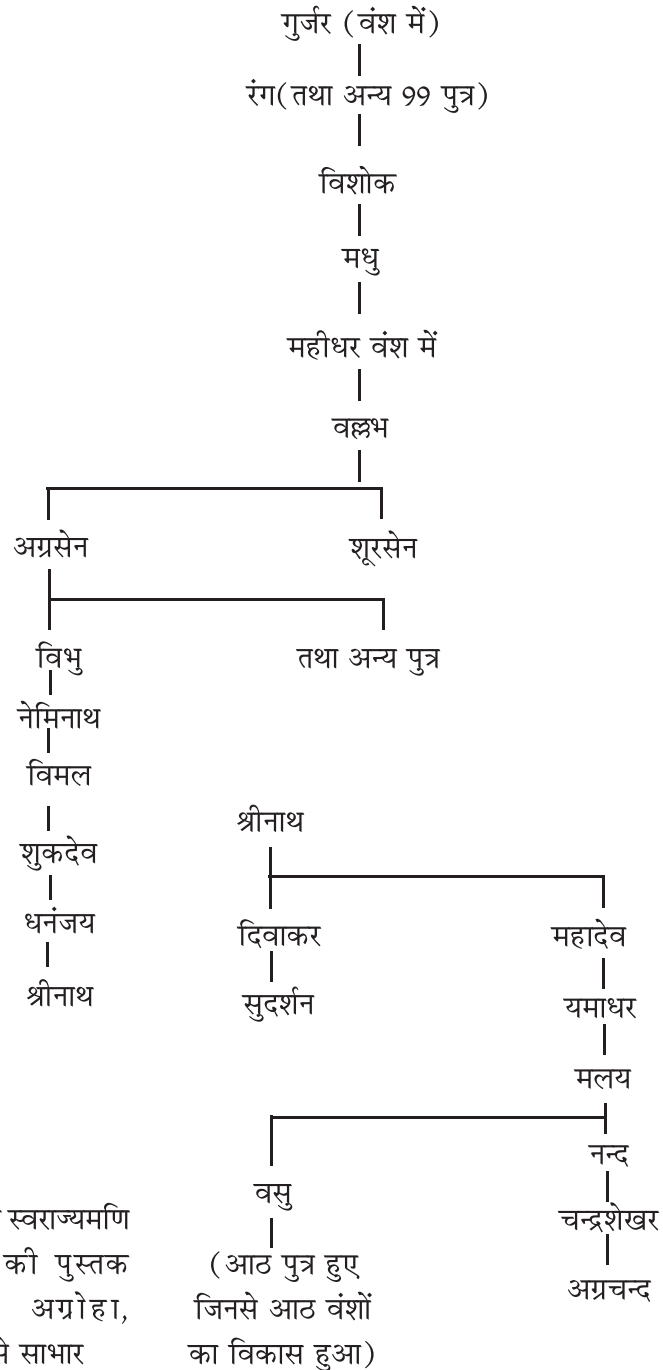 गुर्जर (वंश में)
रंग(तथा अन्य 99 पुत्र)
विशोक
मधु
महीधर वंश में
वल्लभ
अग्रसेन
शूरसेन
विभु
तथा अन्य पुत्र
नेमिनाथ
विमल
शुकदेव
धनंजय
श्रीनाथ
श्रीनाथ
दिवाकर
महादेव
सुदर्शन
यमाधर
मलय
वसु
नन्द
चन्द्रशेखर
अग्रचन्द
(आठ पुत्र हुए
जिनसे आठ वंशों
का विकास हुआ)
स्वराज्यमणि
की पुस्तक
अग्रोहा,
साभार